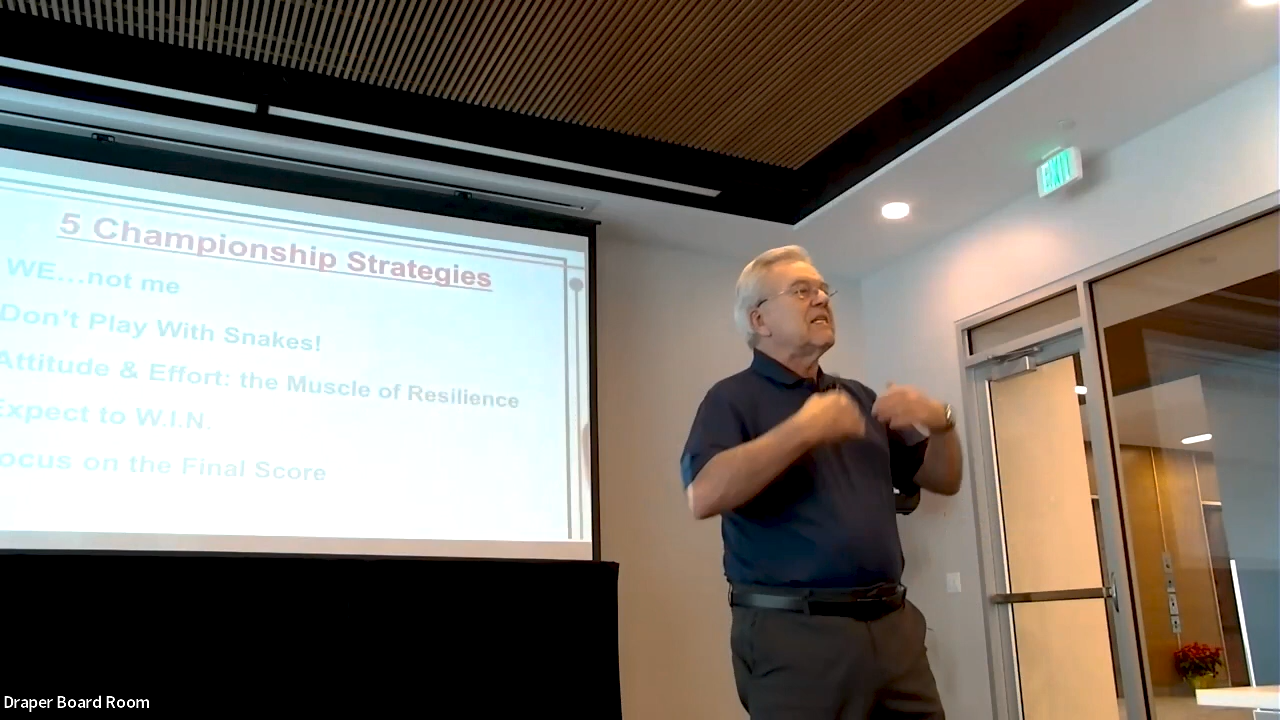 5 Championship Strategies
WE...not me
Don't Play With Snakes!
Attitude & Effort: the Muscle of Resilience
Expect to W.I.N.
ocus on the Final Score
EXIT
Draper Board Room